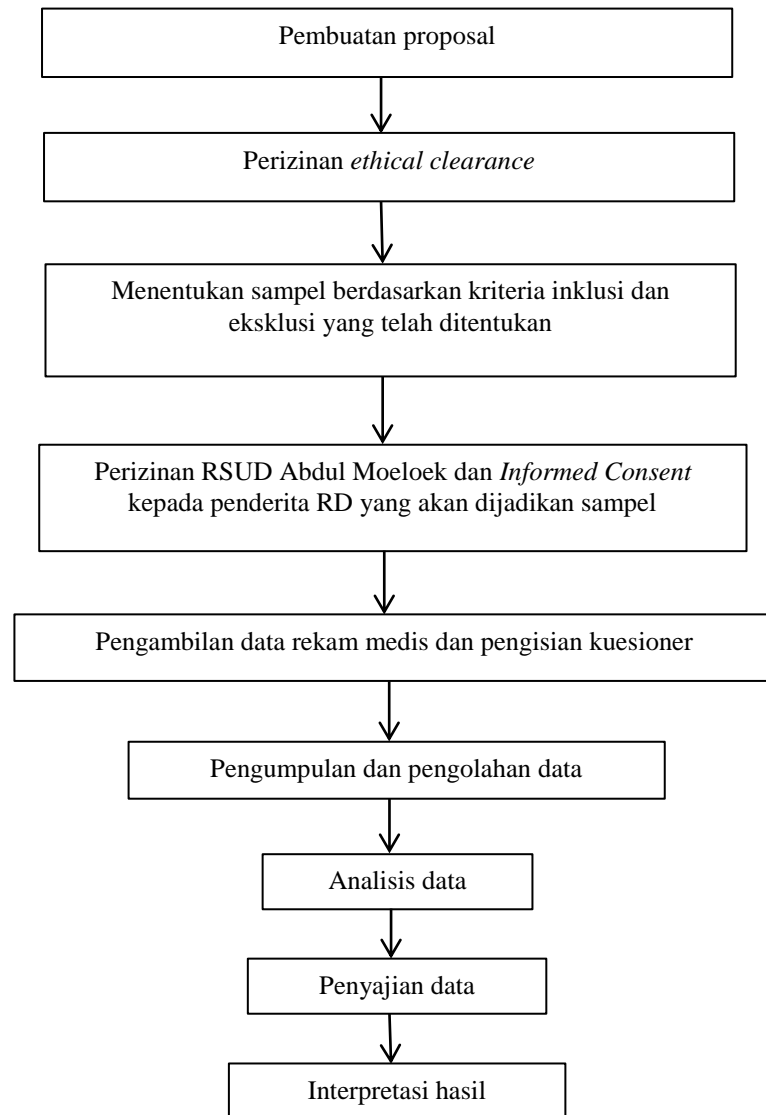 Pembuatan proposal
Perizinan ethical clearance
Menentukan sampel berdasarkan kriteria inklusi dan
eksklusi yang telah ditentukan
Perizinan RSUD Abdul Moeloek dan Informed Consent
kepada penderita RD yang akan dijadikan sampel
Pengambilan data rekam medis dan pengisian kuesioner
Pengumpulan dan pengolahan data
Analisis data
Penyajian data
Interpretasi hasil